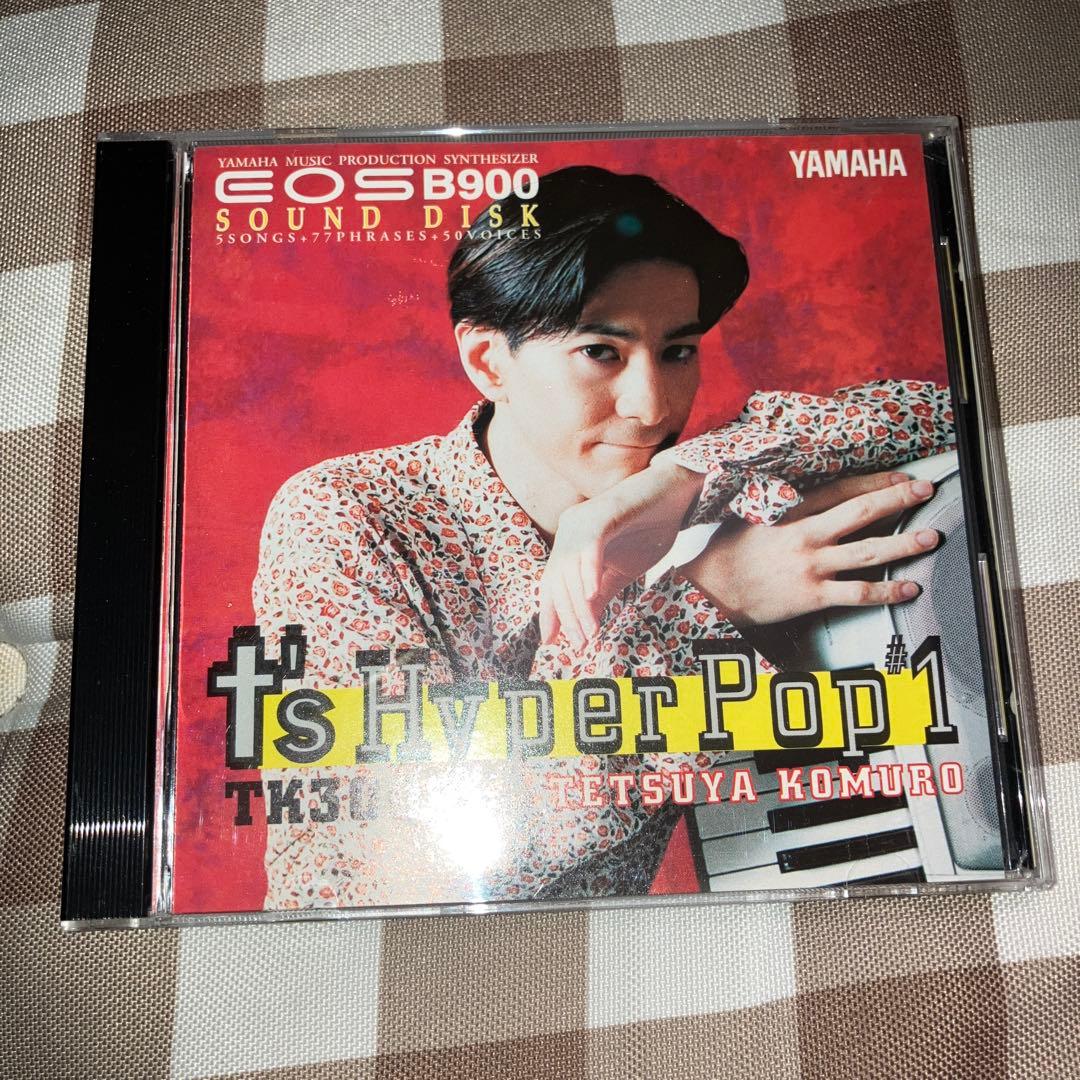 YAMAHA MUSIC PRODUCTION SYNTHESIZER
EOS B900
SOUND DISK
5SONGS+77PHRASES+50VOICES
YAMAHA
t's Hyper Pop #1
TETSUYA KOMURO